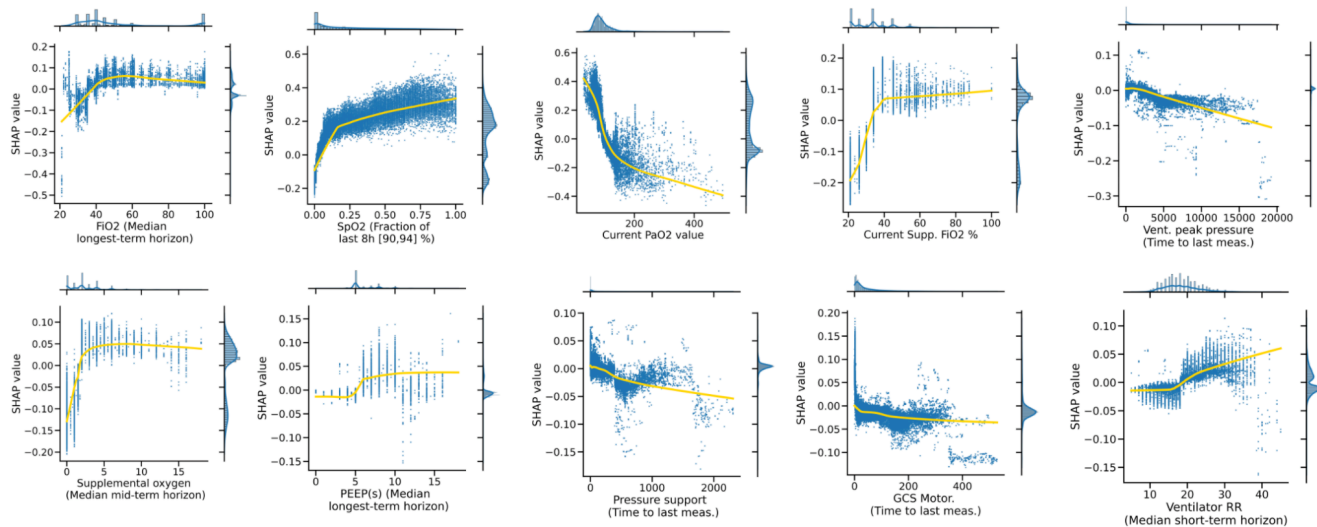 0.2
0.1
0.0
−0.1
−0.2
−0.3
−0.4
−0.5
SHAP value
20 40 60 80 100
FiO2 (Median
longest-term horizon)
0.6
0.4
0.2
0.0
−0.2
SHAP value
0.00 0.25 0.50 0.75 1.00
SpO2 (Fraction of
last 8h [90,94] %)
0.6
0.4
0.2
0.0
−0.2
−0.4
SHAP value
200 400
Current PaO2 value
0.2
0.1
0.0
−0.1
−0.2
SHAP value
20 40 60 80 100
Current Supp. FiO2 %
0.1
0.0
−0.1
−0.2
−0.3
SHAP value
0 5000 10000 15000 19200
Vent. peak pressure
(Time to last meas.)
0.10
0.05
0.00
−0.05
−0.10
−0.15
−0.20
SHAP value
0 5 10 15
Supplemental oxygen
(Median mid-term horizon)
0.15
0.10
0.05
0.00
−0.05
−0.10
−0.15
SHAP value
0 5 10 15
PEEP(s) (Median
longest-term horizon)
0.10
0.05
0.00
−0.05
−0.10
−0.15
SHAP value
0 1000 2000
Pressure support
(Time to last meas.)
0.20
0.15
0.10
0.05
0.00
−0.05
−0.10
SHAP value
0 200 400
GCS Motor.
(Time to last meas.)
0.10
0.05
0.00
−0.05
−0.10
−0.15
SHAP value
10 20 30 40
Ventilator RR
(Median short-term horizon)